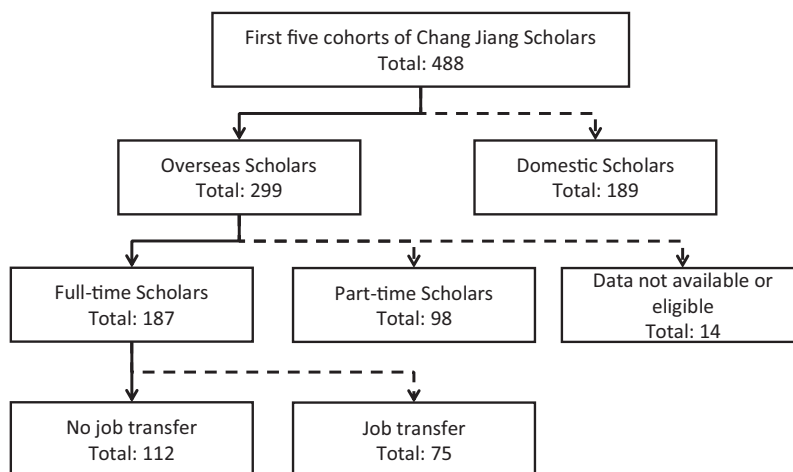 First five cohorts of Chang Jiang Scholars
Total: 488
Overseas Scholars
Total: 299
Domestic Scholars
Total: 189
Full-time Scholars
Total: 187
Part-time Scholars
Total: 98
Data not available or
eligible
Total: 14
No job transfer
Total: 112
Job transfer
Total: 75